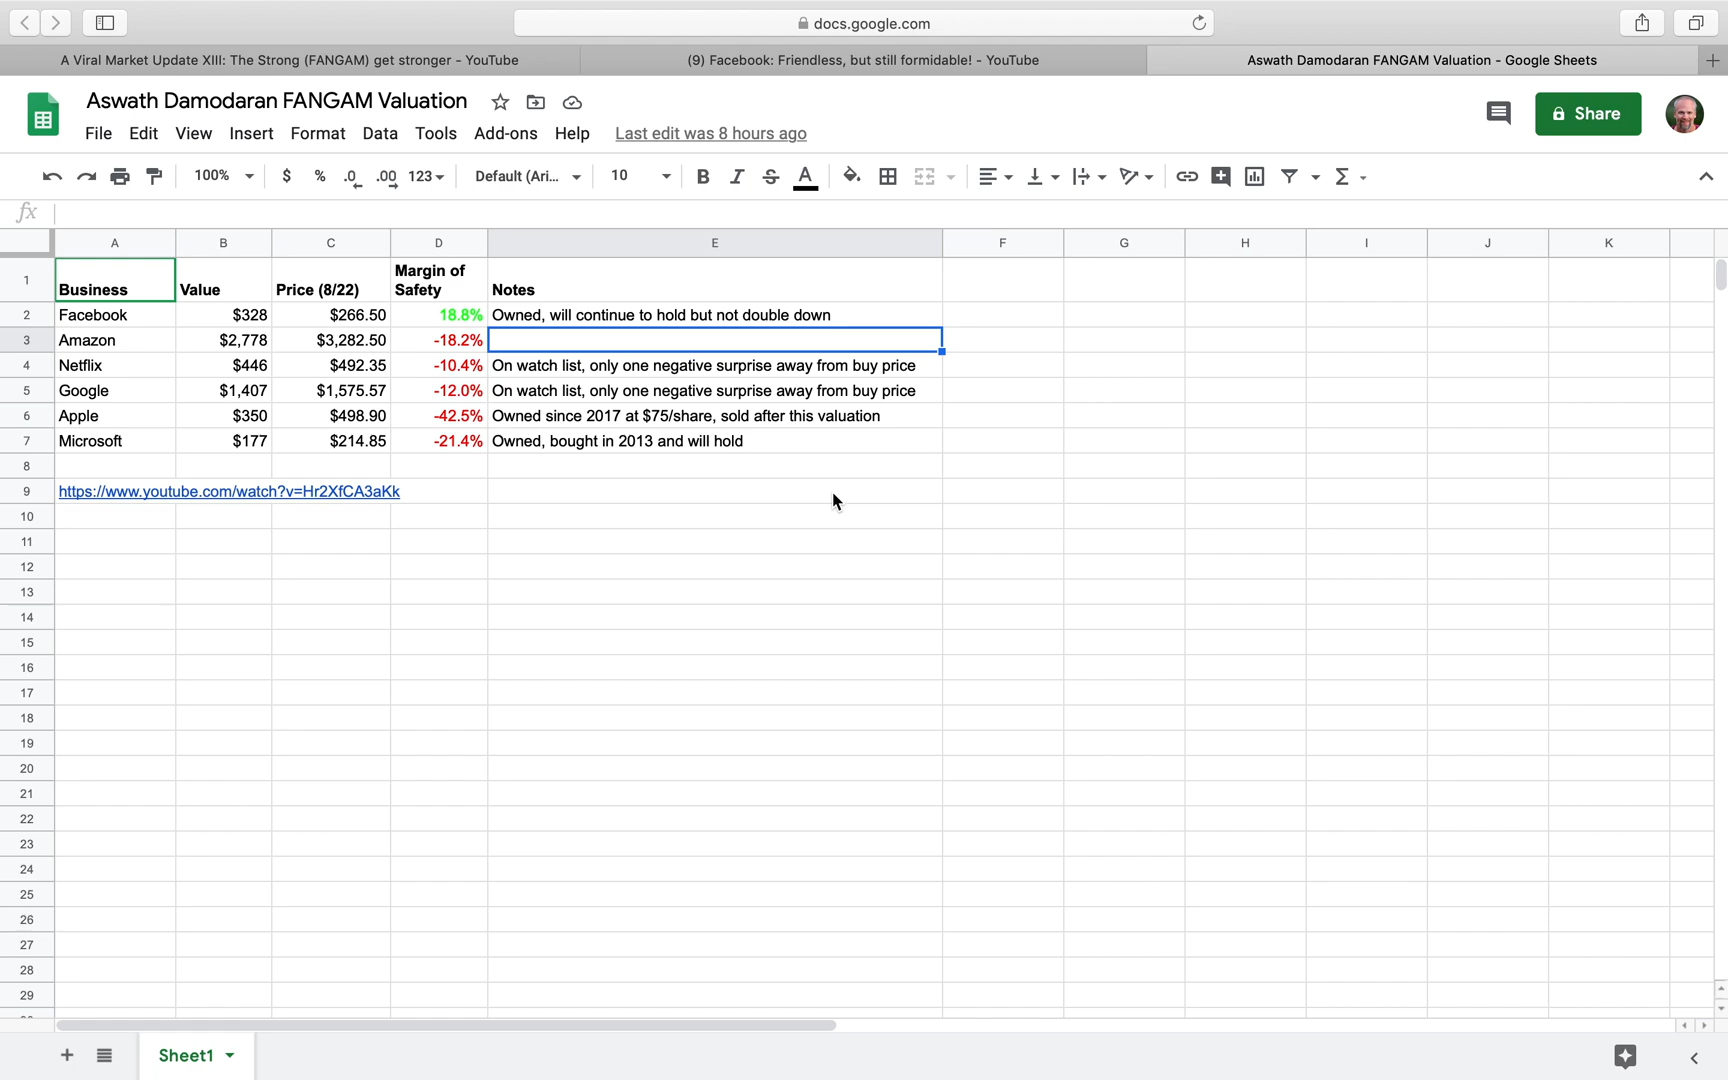 docs.google.com
A Viral Market Update XIII: The Strong (FANGAM) get stronger - YouTube
(9) Facebook: Friendless, but still formidable! - YouTube
Aswath Damodaran FANGAM Valuation - Google Sheets
Aswath Damodaran FANGAM Valuation
File Edit View Insert Format Data Tools Add-ons Help Last edit was 8 hours ago
Share
100% $ % .0 .00 123 Default (Ari... 10 B I S A
fx
A B C D E F G H I J K
1 Business Value Price (8/22) Margin of Safety Notes
2 Facebook $328 $266.50 18.8% Owned, will continue to hold but not double down
3 Amazon $2,778 $3,282.50 -18.2%
4 Netflix $446 $492.35 -10.4% On watch list, only one negative surprise away from buy price
5 Google $1,407 $1,575.57 -12.0% On watch list, only one negative surprise away from buy price
6 Apple $350 $498.90 -42.5% Owned since 2017 at $75/share, sold after this valuation
7 Microsoft $177 $214.85 -21.4% Owned, bought in 2013 and will hold
8
9 https://www.youtube.com/watch?v=Hr2XfCA3aKk
10
11
12
13
14
15
16
17
18
19
20
21
22
23
24
25
26
27
28
29
Sheet1